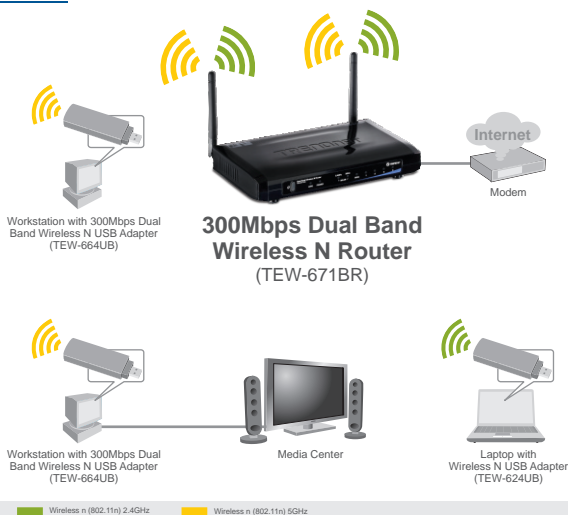 Internet
TRENDNET
Modem
Workstation with 300Mbps Dual
Band Wireless N USB Adapter
(TEW-664UB)
300Mbps Dual Band
Wireless N Router
(TEW-671BR)
Workstation with 300Mbps Dual
Band Wireless N USB Adapter
(TEW-664UB)
Media Center
Laptop with
Wireless N USB Adapter
(TEW-624UB)
Wireless n (802.11n) 2.4GHz
Wireless n (802.11n) 5GHz